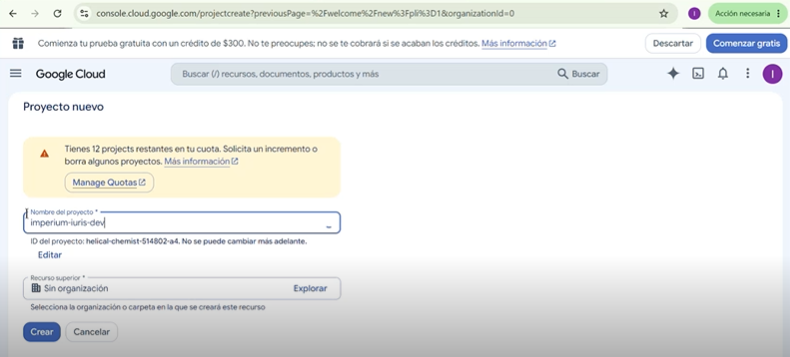 console.cloud.google.com/projectcreate?previousPage=%2Fwelcome%2Fnew%3Fpli%3D1&organizationId=0
I
Acción necesaria
Comienza tu prueba gratuita con un crédito de $300. No te preocupes; no se te cobrará si se acaban los créditos. Más información
Descartar
Comenzar gratis
Google Cloud
Buscar (/) recursos, documentos, productos y más
Buscar
I
Proyecto nuevo
Tienes 12 projects restantes en tu cuota. Solicita un incremento o
borra algunos proyectos. Más información
Manage Quotas
Nombre del proyecto *
imperium-iuris-dev
ID del proyecto: helical-chemist-514802-a4. No se puede cambiar más adelante.
Editar
Recurso superior *
Sin organización
Explorar
Selecciona la organización o carpeta en la que se creará este recurso
Crear
Cancelar